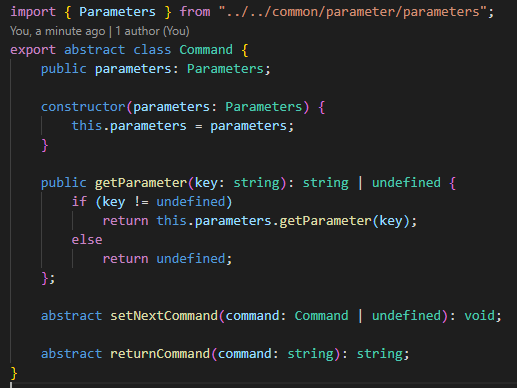 import { Parameters } from "../../common/parameter/parameters";
You, a minute ago | 1 author (You)
export abstract class Command {
    public parameters: Parameters;

    constructor(parameters: Parameters) {
        this.parameters = parameters;
    }

    public getParameter(key: string): string | undefined {
        if (key != undefined)
            return this.parameters.getParameter(key);
        else
            return undefined;
    };

    abstract setNextCommand(command: Command | undefined): void;

    abstract returnCommand(command: string): string;
}